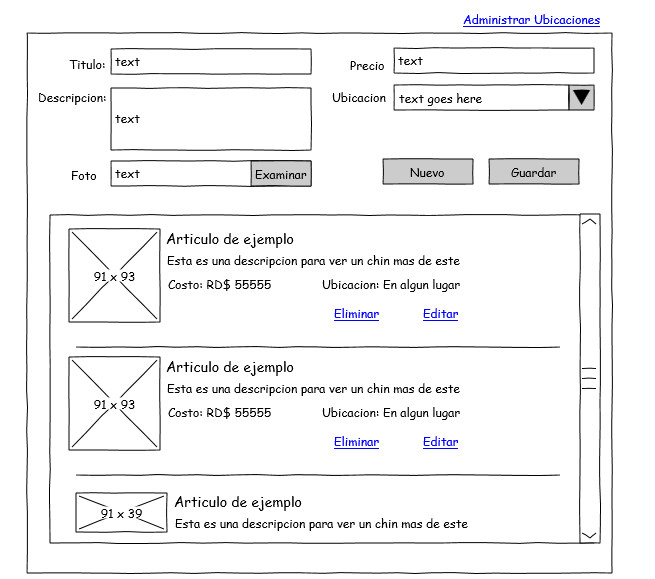 Administrar Ubicaciones
Titulo: text
Precio text
Descripcion: text
Ubicacion text goes here
Foto text Examinar
Nuevo Guardar
91 x 93
Articulo de ejemplo
Esta es una descripcion para ver un chin mas de este
Costo: RD$ 55555 Ubicacion: En algun lugar
Eliminar Editar
91 x 93
Articulo de ejemplo
Esta es una descripcion para ver un chin mas de este
Costo: RD$ 55555 Ubicacion: En algun lugar
Eliminar Editar
91 x 39
Articulo de ejemplo
Esta es una descripcion para ver un chin mas de este